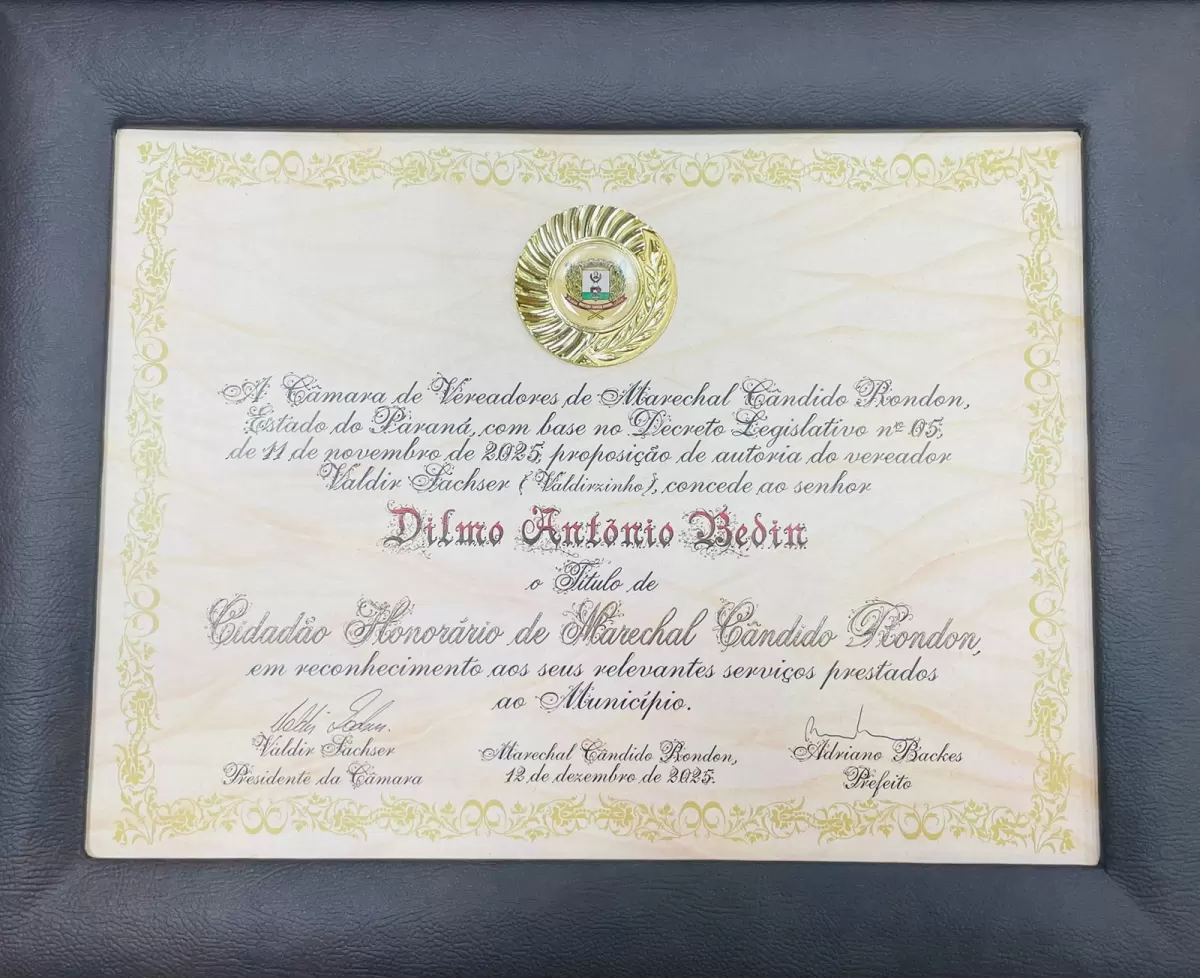 A Câmara de Vereadores de Marechal Cândido Rondon,
Estado do Paraná, com base no Decreto Legislativo nº 05,
de 11 de novembro de 2025, proposição de autoria do vereador
Valdir Sachser (Valdirzinho), concede ao senhor
Dilmo Antônio Bedin
o Título de
Cidadão Honorário de Marechal Cândido Rondon,
em reconhecimento aos seus relevantes serviços prestados
ao Município.
Valdir Sachser
Presidente da Câmara
Marechal Cândido Rondon,
12 de dezembro de 2025.
Adriano Backes
Prefeito